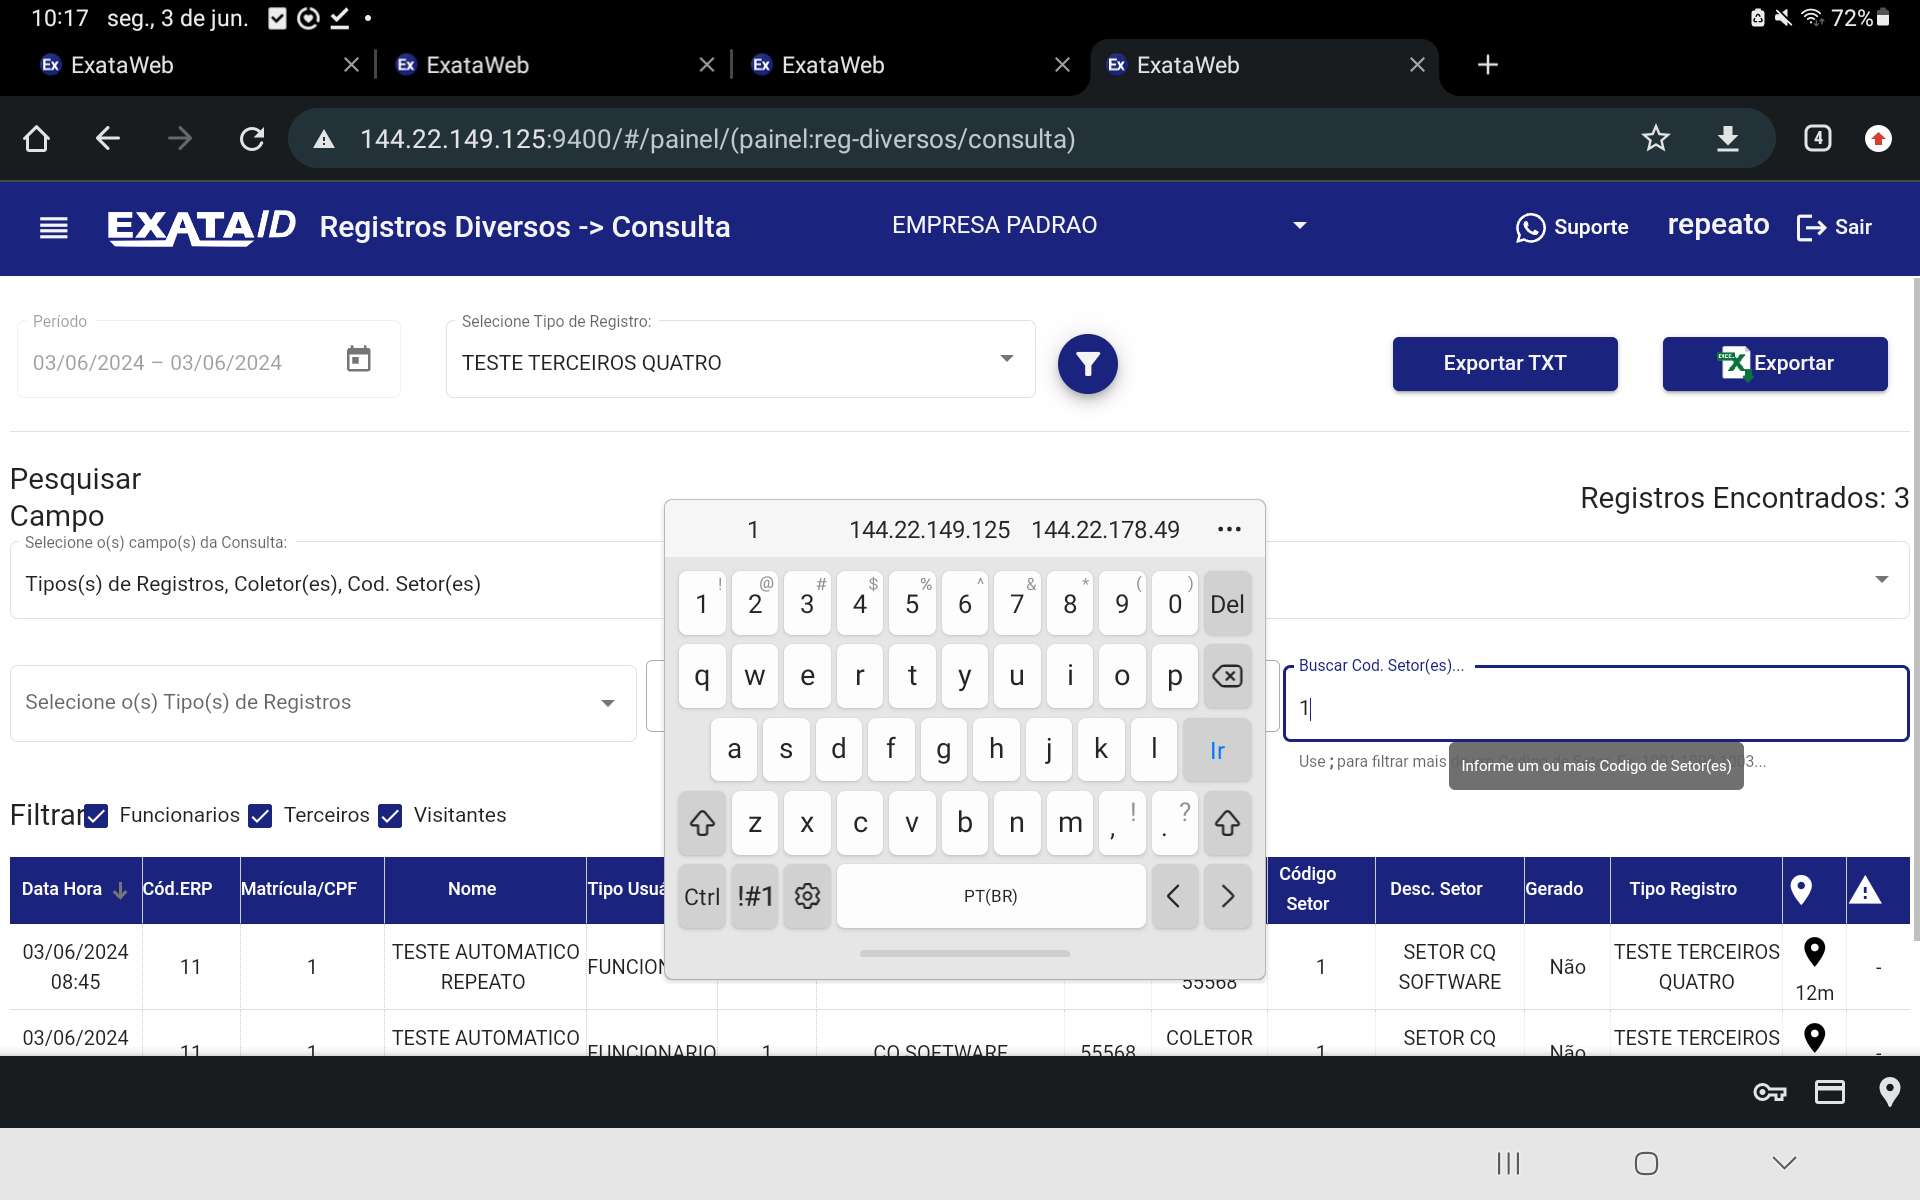 10:17 seg., 3 de jun. 72%
ExataWeb ExataWeb ExataWeb ExataWeb
144.22.149.125:9400/#/painel/(painel:reg-diversos/consulta) 4
EXATA/D Registros Diversos -> Consulta EMPRESA PADRAO Suporte repeato Sair
Período Selecione Tipo de Registro:
03/06/2024 – 03/06/2024 TESTE TERCEIROS QUATRO Exportar TXT Exportar
Pesquisar
Campo
Registros Encontrados: 3
Selecione o(s) campo(s) da Consulta:
Tipos(s) de Registros, Coletor(es), Cod. Setor(es)
Selecione o(s) Tipo(s) de Registros
Buscar Cod. Setor(es)...
1
Use ; para filtrar mais
Informe um ou mais Codigo de Setor(es)
03...
1 144.22.149.125 144.22.178.49 ...
! @ # $ % ^ & * ( )
1 2 3 4 5 6 7 8 9 0 Del
q w e r t y u i o p
a s d f g h j k l Ir
z x c v b n m , ! . ?
Ctrl !#1 PT(BR) < >
Filtrar Funcionarios Terceiros Visitantes
Data Hora Cód.ERP Matrícula/CPF Nome Tipo Usuá Código Setor Desc. Setor Gerado Tipo Registro
03/06/2024 08:45 11 1 TESTE AUTOMATICO REPEATO FUNCION 55568 1 SETOR CQ SOFTWARE Não TESTE TERCEIROS QUATRO 12m -
03/06/2024 11 1 TESTE AUTOMATICO FUNCIONARIO 1 CQ SOFTWARE 55568 COLETOR 1 SETOR CQ Não TESTE TERCEIROS -